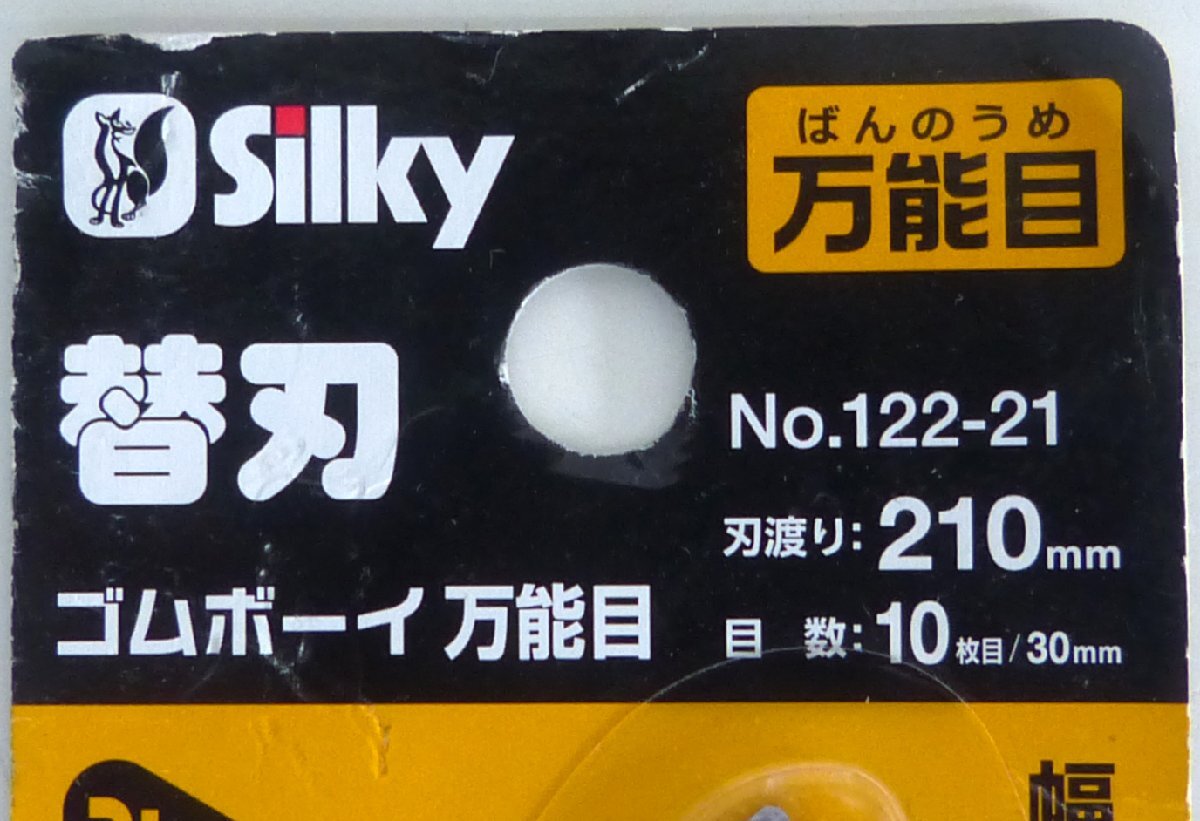 Silky
ばんのうめ
万能目
替刃
No.122-21
刃渡り:210mm
ゴムボーイ 万能目
目 数:10枚目/30mm
幅